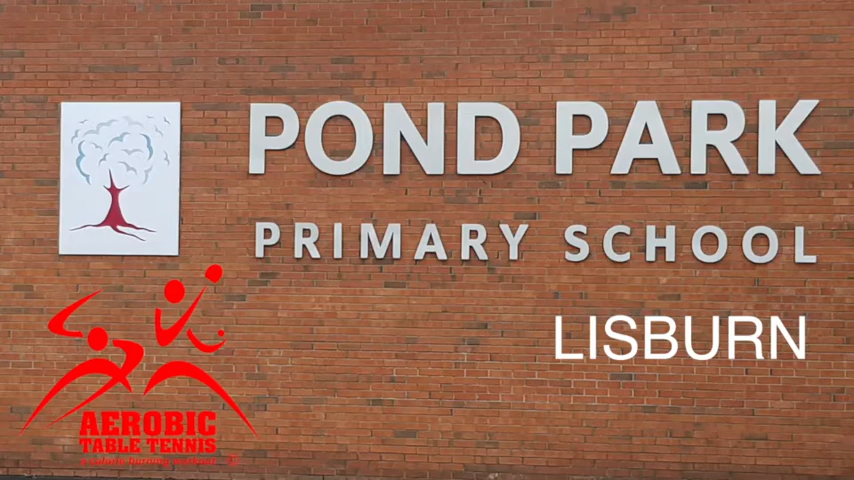 POND PARK
PRIMARY SCHOOL
LISBURN
AEROBIC
TABLE TENNIS